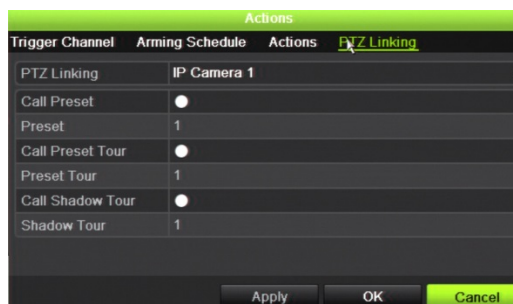 Actions
Trigger Channel Arming Schedule Actions PTZ Linking
PTZ Linking IP Camera 1
Call Preset
Preset 1
Call Preset Tour
Preset Tour 1
Call Shadow Tour
Shadow Tour 1
Apply OK Cancel